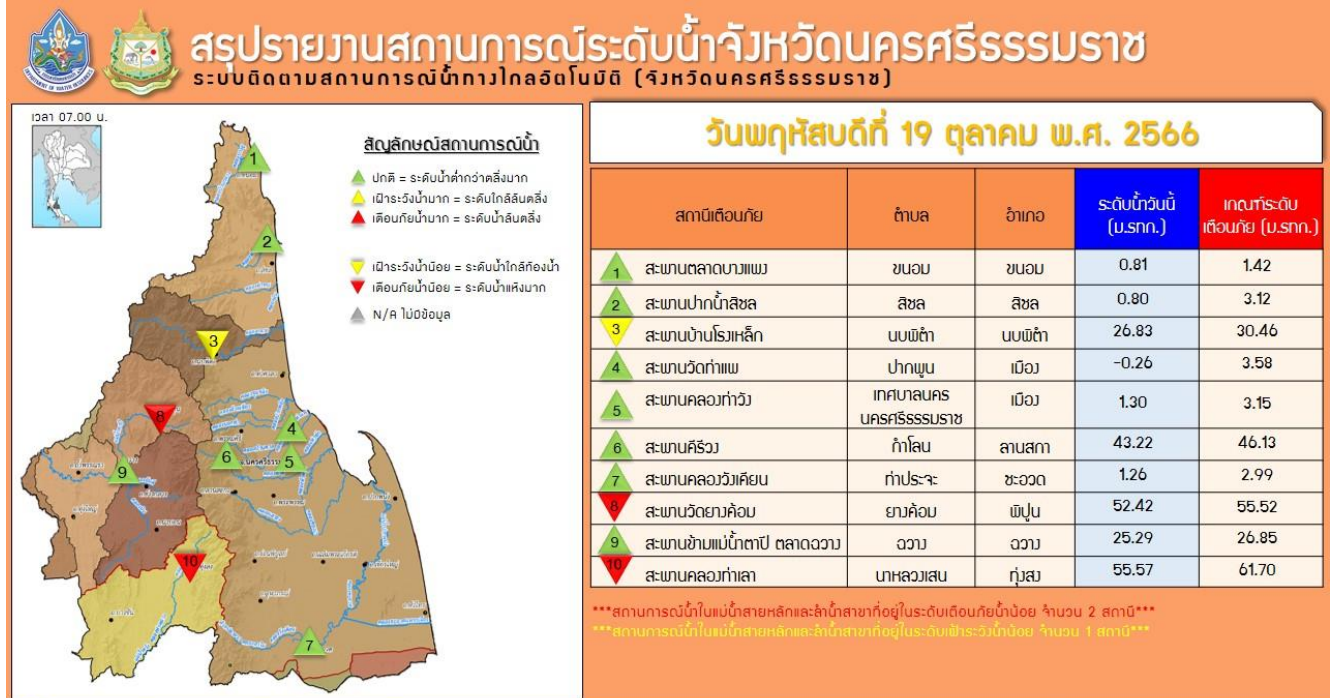 สรุปรายงานสถานการณ์ระดับน้ำจังหวัดนครศรีธรรมราช
ระบบติดตามสถานการณ์น้ำทางไกลอัตโนมัติ (จังหวัดนครศรีธรรมราช)
เวลา 07.00 น.
สัญลักษณ์สถานการณ์น้ำ
ปกติ = ระดับน้ำต่ำกว่าตลิ่งมาก
เฝ้าระวังน้ำมาก = ระดับใกล้ล้นตลิ่ง
เตือนภัยน้ำมาก = ระดับน้ำล้นตลิ่ง
เฝ้าระวังน้ำน้อย = ระดับน้ำใกล้ท้องน้ำ
เตือนภัยน้ำน้อย = ระดับน้ำแห้งมาก
N/A ไม่มีข้อมูล
1
2
3
8
4
6
5
9
10
7
วันพฤหัสบดีที่ 19 ตุลาคม พ.ศ. 2566
สถานีเตือนภัย ตำบล อำเภอ ระดับน้ำวันนี้ (ม.รทก.) เกณฑ์ระดับเตือนภัย (ม.รทก.)
1 สะพานตลาดบางแพง ขนอม ขนอม 0.81 1.42
2 สะพานปากน้ำสิชล สิชล สิชล 0.80 3.12
3 สะพานบ้านโรงเหล็ก นบพิตำ นบพิตำ 26.83 30.46
4 สะพานวัดท่าแพ ปากพูน เมือง -0.26 3.58
5 สะพานคลองท่าวัง เทศบาลนครนครศรีธรรมราช เมือง 1.30 3.15
6 สะพานคีรีวง กำโลน ลานสกา 43.22 46.13
7 สะพานคลองวังเคียน ท่าประจะ ชะอวด 1.26 2.99
8 สะพานวัดยางค้อม ยางค้อม พิปูน 52.42 55.52
9 สะพานข้ามแม่น้ำตาปี ตลาดฉวาง ฉวาง ฉวาง 25.29 26.85
10 สะพานคลองท่าเลา นาหลวงเสน ทุ่งสง 55.57 61.70
***สถานการณ์น้ำในแม่น้ำสายหลักและลำน้ำสาขาที่อยู่ในระดับเตือนภัยน้ำน้อย จำนวน 2 สถานี***
***สถานการณ์น้ำในแม่น้ำสายหลักและลำน้ำสาขาที่อยู่ในระดับเฝ้าระวังน้ำน้อย จำนวน 1 สถานี***